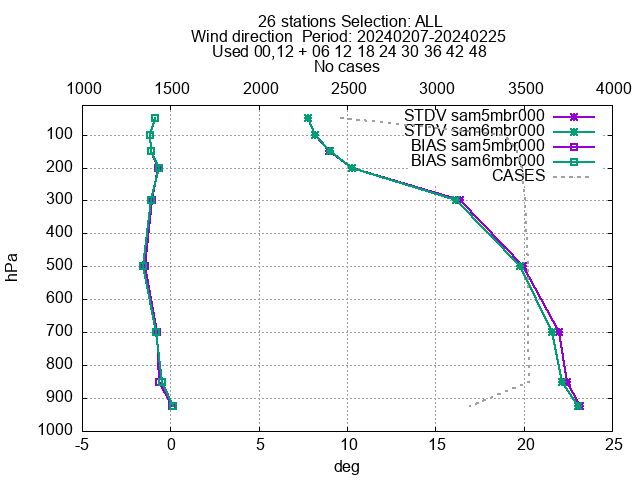 26 stations Selection: ALL
Wind direction  Period: 20240207-20240225
Used 00,12 + 06 12 18 24 30 36 42 48
No cases
1000 1500 2000 2500 3000 3500 4000
STDV sam5mbr000
STDV sam6mbr000
BIAS sam5mbr000
BIAS sam6mbr000
CASES
100
200
300
400
500
600
700
800
900
1000
hPa
-5 0 5 10 15 20 25
deg